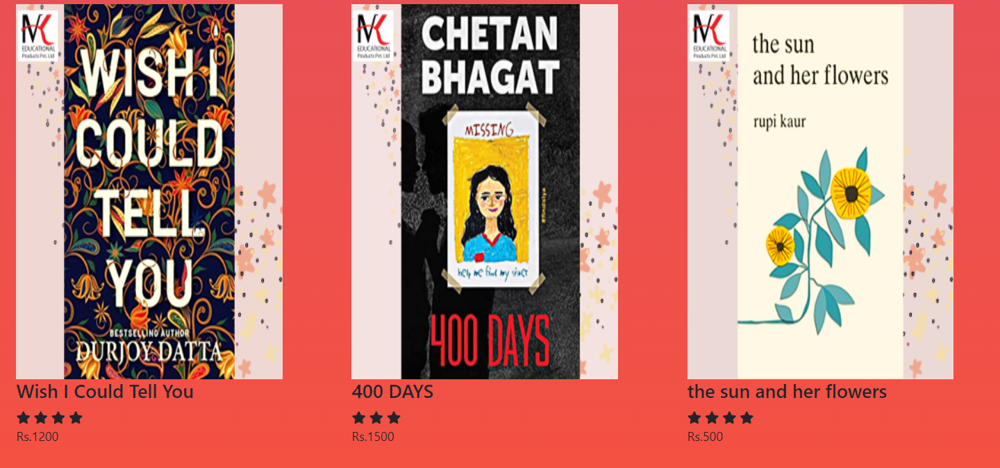 MK
EDUCATIONAL
Products Pvt. Ltd
WISH I
COULD
TELL
YOU
BESTSELLING AUTHOR
DURJOY DATTA
Wish I Could Tell You
Rs.1200
MK
EDUCATIONAL
Products Pvt. Ltd
CHETAN
BHAGAT
MISSING
help me find my sister
400 DAYS
400 DAYS
Rs.1500
MK
EDUCATIONAL
Products Pvt. Ltd
the sun
and her flowers
rupi kaur
the sun and her flowers
Rs.500